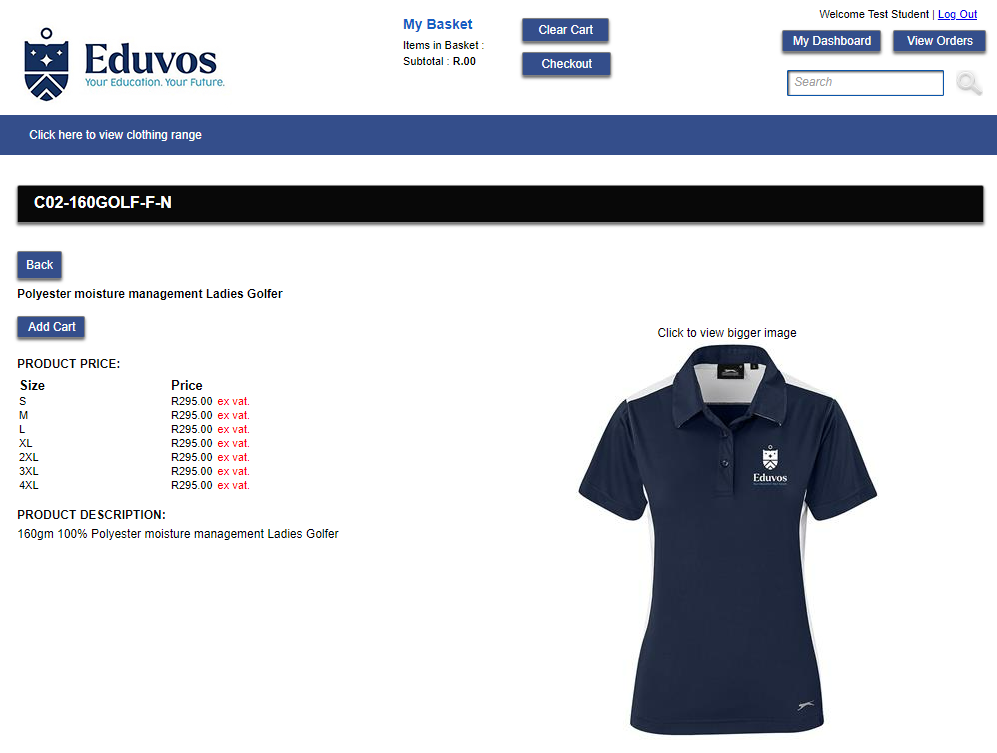 Eduvos
Your Education. Your Future.
My Basket
Items in Basket :
Subtotal : R.00
Clear Cart
Checkout
Welcome Test Student | Log Out
My Dashboard
View Orders
Search
Click here to view clothing range
C02-160GOLF-F-N
Back
Polyester moisture management Ladies Golfer
Add Cart
PRODUCT PRICE:
Size Price
S R295.00 ex vat.
M R295.00 ex vat.
L R295.00 ex vat.
XL R295.00 ex vat.
2XL R295.00 ex vat.
3XL R295.00 ex vat.
4XL R295.00 ex vat.
PRODUCT DESCRIPTION:
160gm 100% Polyester moisture management Ladies Golfer
Click to view bigger image
Eduvos